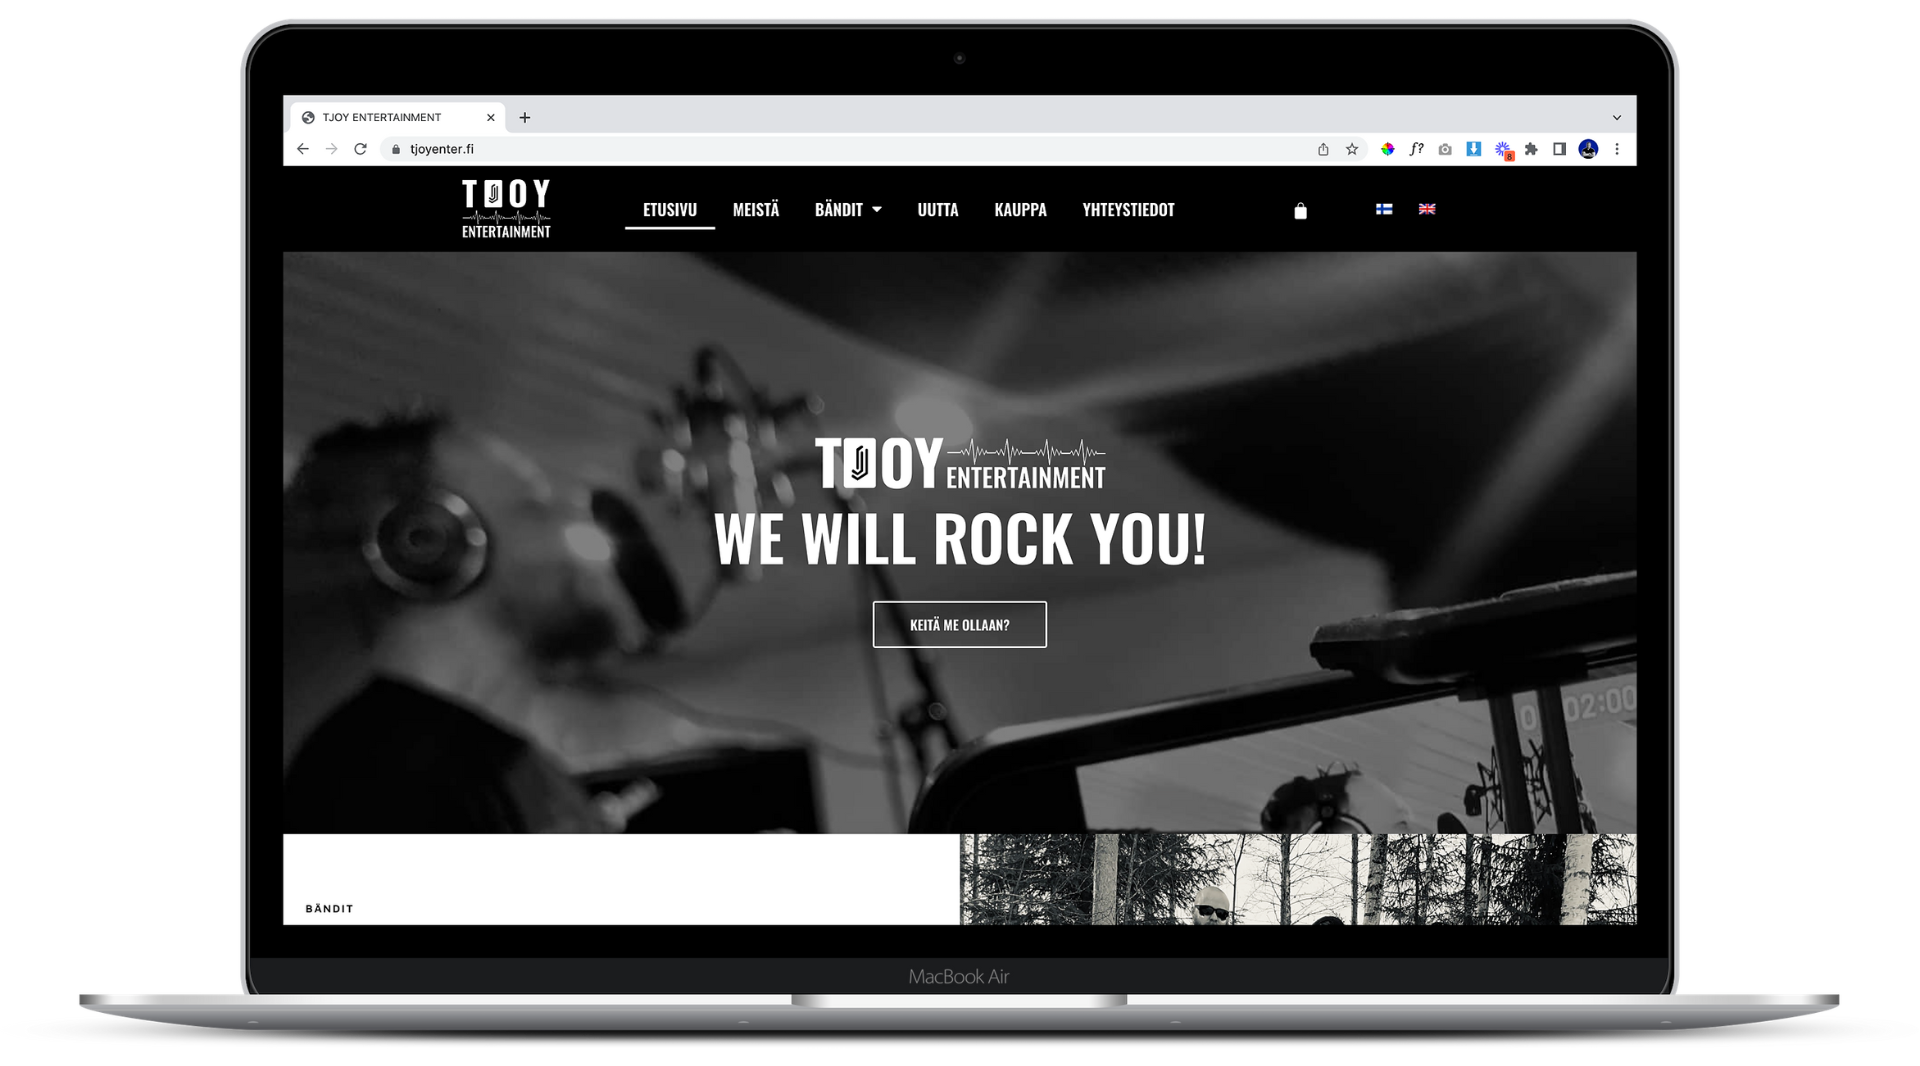 TJOY ENTERTAINMENT
tjoyenter.fi
8
TJOY
ENTERTAINMENT
ETUSIVU MEISTÄ BÄNDIT UUTTA KAUPPA YHTEYSTIEDOT
TJOY ENTERTAINMENT
WE WILL ROCK YOU!
KEITÄ ME OLLAAN?
02:00
BÄNDIT
MacBook Air